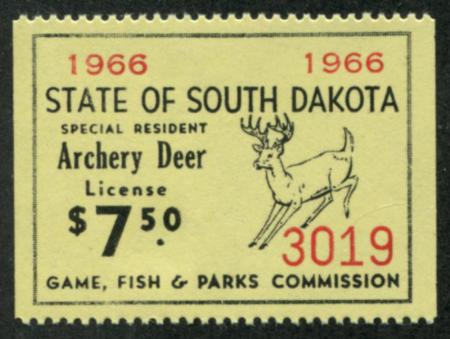 1966 1966
STATE OF SOUTH DAKOTA
SPECIAL RESIDENT
Archery Deer
License
$7.50
3019
GAME, FISH & PARKS COMMISSION